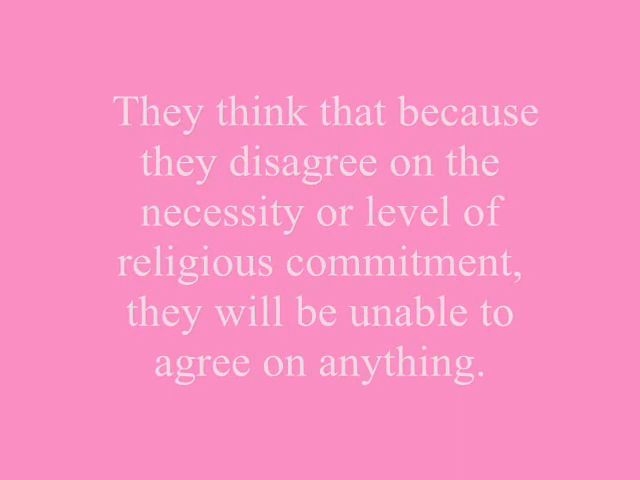 They think that because
they disagree on the
necessity or level of
religious commitment,
they will be unable to
agree on anything.